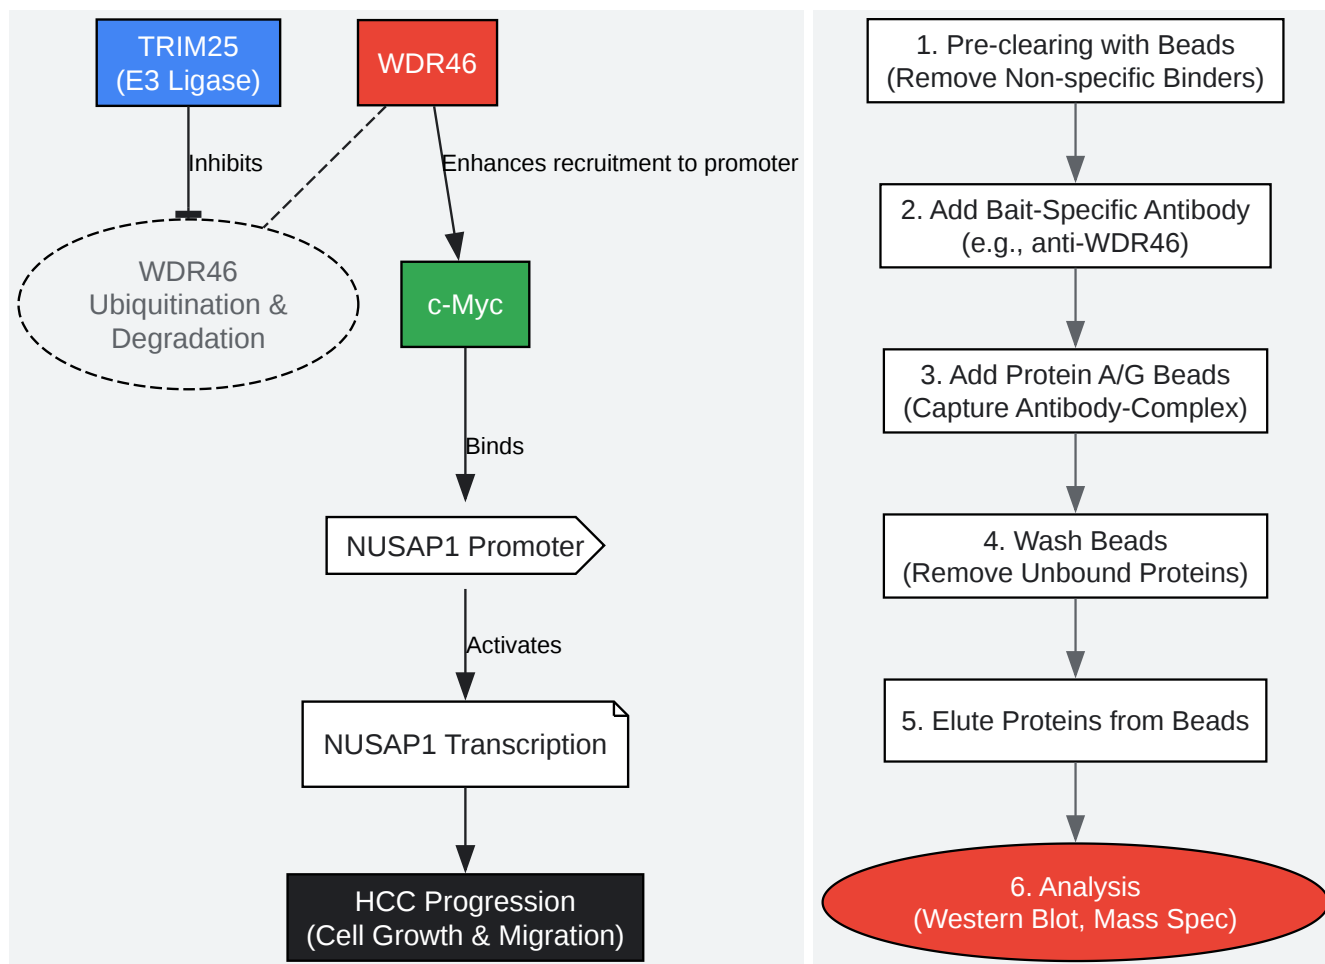 TRIM25
(E3 Ligase)
WDR46
Inhibits
Enhances recruitment to promoter
WDR46
Ubiquitination &
Degradation
c-Myc
Binds
NUSAP1 Promoter
Activates
NUSAP1 Transcription
HCC Progression
(Cell Growth & Migration)
1. Pre-clearing with Beads
(Remove Non-specific Binders)
2. Add Bait-Specific Antibody
(e.g., anti-WDR46)
3. Add Protein A/G Beads
(Capture Antibody-Complex)
4. Wash Beads
(Remove Unbound Proteins)
5. Elute Proteins from Beads
6. Analysis
(Western Blot, Mass Spec)